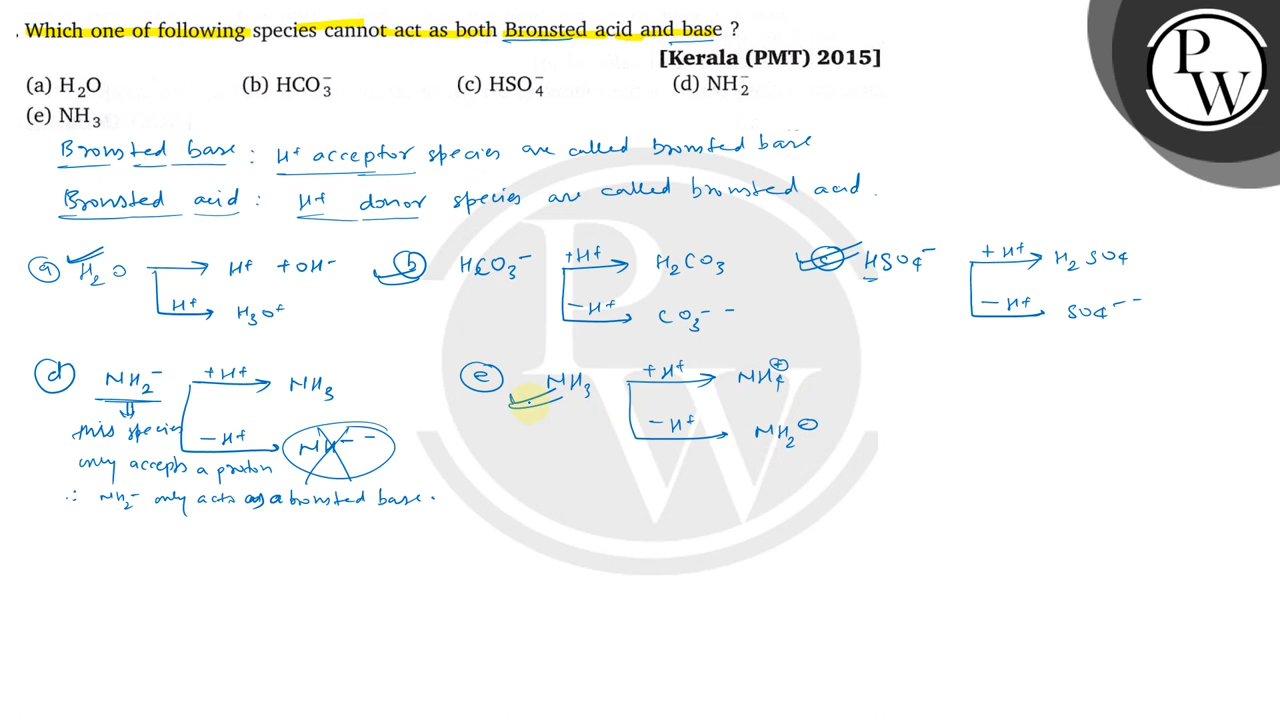 . Which one of following species cannot act as both Bronsted acid and base ?
[Kerala (PMT) 2015]
(a) H₂O (b) HCO₃⁻ (c) HSO₄⁻ (d) NH₂⁻
(e) NH₃
Bronsted base : H⁺ acceptor species are called bronsted base
Bronsted acid : H⁺ donor species are called bronsted acid.
(a) H₂O → H⁺ + OH⁻ (b) HCO₃⁻ +H⁺ → H₂CO₃ (c) HSO₄⁻ +H⁺ → H₂SO₄
H⁺ → H₃O⁺ -H⁺ → CO₃⁻⁻ -H⁺ → SO₄⁻⁻
(d) NH₂⁻ +H⁺ → NH₃ (e) NH₃ +H⁺ → NH₄⊕
⇓
this species -H⁺ → NH⁻⁻ -H⁺ → NH₂⊖
only accepts a proton
∴ NH₂⁻ only acts as a bronsted base.
P
W
P
W